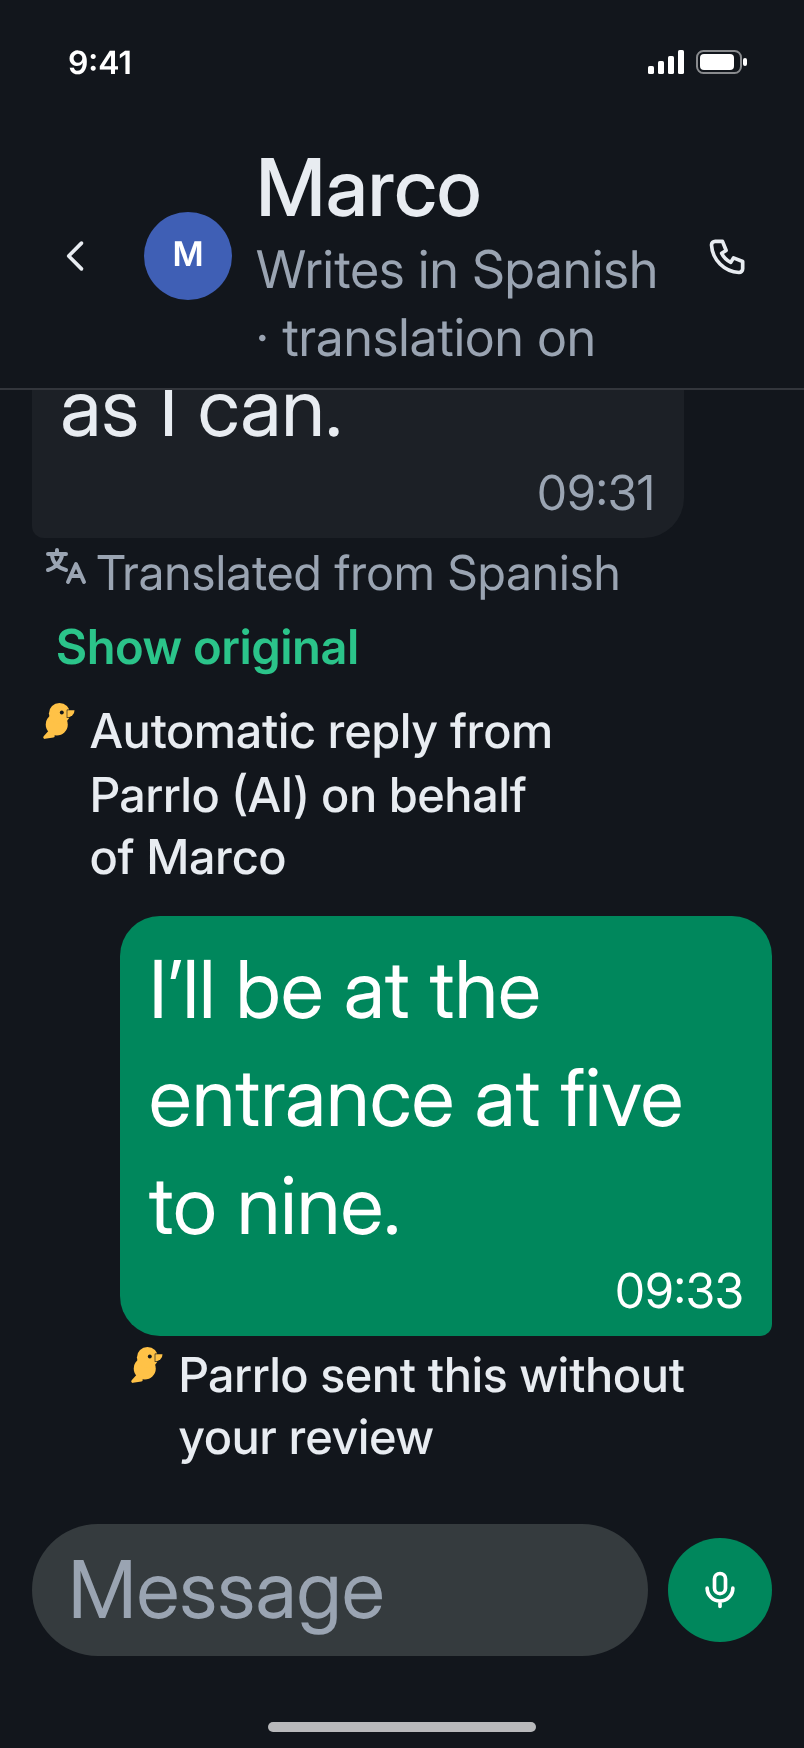 9:41
Marco
M
Writes in Spanish
· translation on
as I can.
09:31
Translated from Spanish
Show original
Automatic reply from
Parrlo (AI) on behalf
of Marco
I’ll be at the
entrance at five
to nine.
09:33
Parrlo sent this without
your review
Message